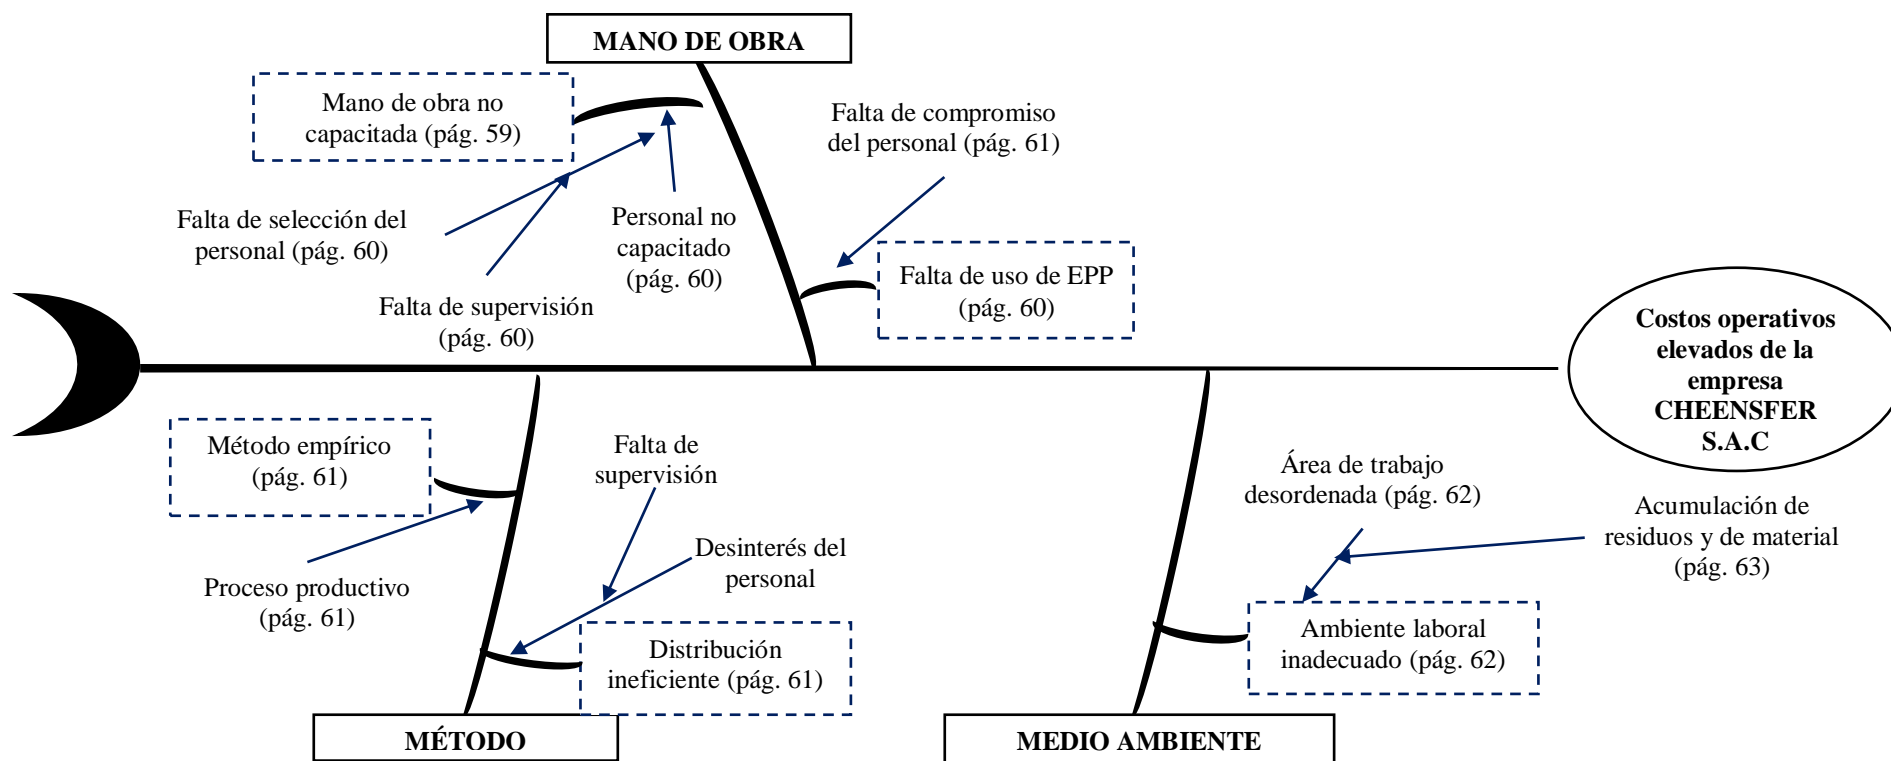 MANO DE OBRA
Mano de obra no
capacitada (pág. 59)
Falta de compromiso
del personal (pág. 61)
Falta de selección del
personal (pág. 60)
Personal no
capacitado
(pág. 60)
Falta de supervisión
(pág. 60)
Falta de uso de EPP
(pág. 60)
Costos operativos
elevados de la
empresa
CHEENSFER
S.A.C
Método empírico
(pág. 61)
Falta de
supervisión
Proceso productivo
(pág. 61)
Desinterés del
personal
Distribución
ineficiente (pág. 61)
Área de trabajo
desordenada (pág. 62)
Acumulación de
residuos y de material
(pág. 63)
Ambiente laboral
inadecuado (pág. 62)
MÉTODO
MEDIO AMBIENTE